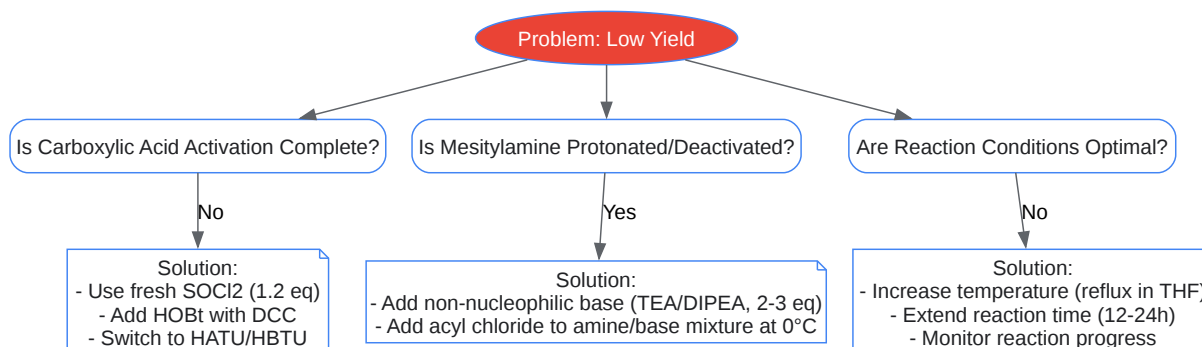 Problem: Low Yield
Is Carboxylic Acid Activation Complete?
Is Mesitylamine Protonated/Deactivated?
Are Reaction Conditions Optimal?
No
Yes
No
Solution:
- Use fresh SOCl2 (1.2 eq)
- Add HOBt with DCC
- Switch to HATU/HBTU
Solution:
- Add non-nucleophilic base (TEA/DIPEA, 2-3 eq)
- Add acyl chloride to amine/base mixture at 0°C
Solution:
- Increase temperature (reflux in THF)
- Extend reaction time (12-24h)
- Monitor reaction progress